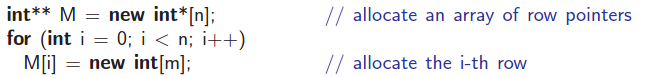 int** M = new int*[n]; // allocate an array of row pointers
for (int i = 0; i < n; i++)
M[i] = new int[m]; // allocate the i-th row